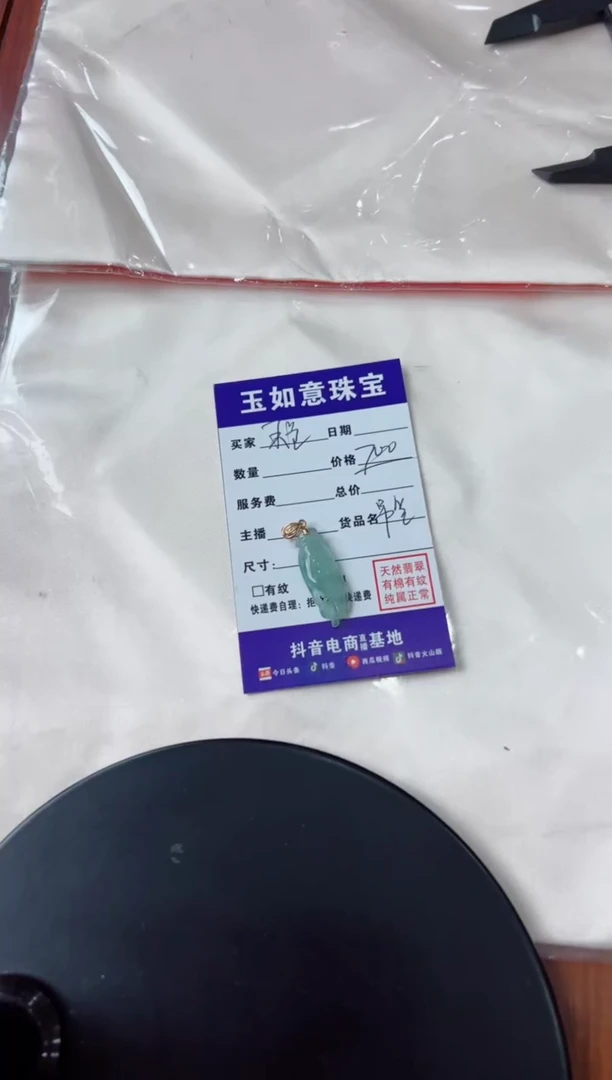 玉如意珠宝
买家 日期
数量 价格 700
服务费 总价
主播 货品名
尺寸:
□有纹
快递费自理: 拒 递费
天然翡翠
有棉有纹
纯属正常
抖音电商直播基地
今日头条 抖音 西瓜视频 抖音火山版